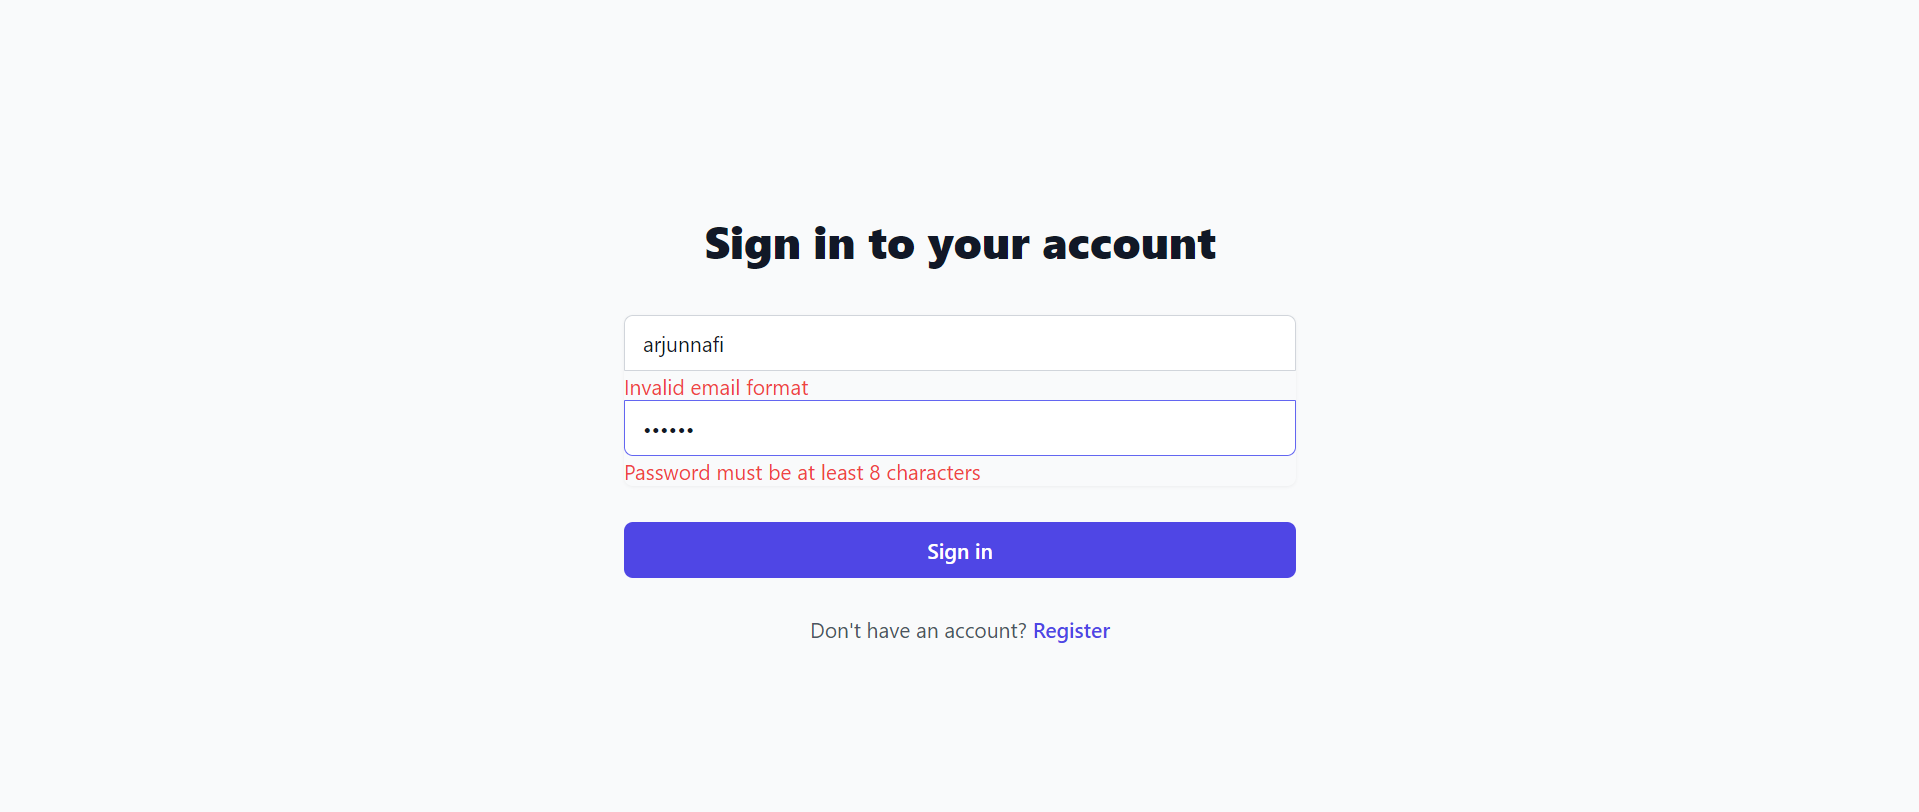 Sign in to your account
arjunnafi
Invalid email format
••••••
Password must be at least 8 characters
Sign in
Don't have an account? Register